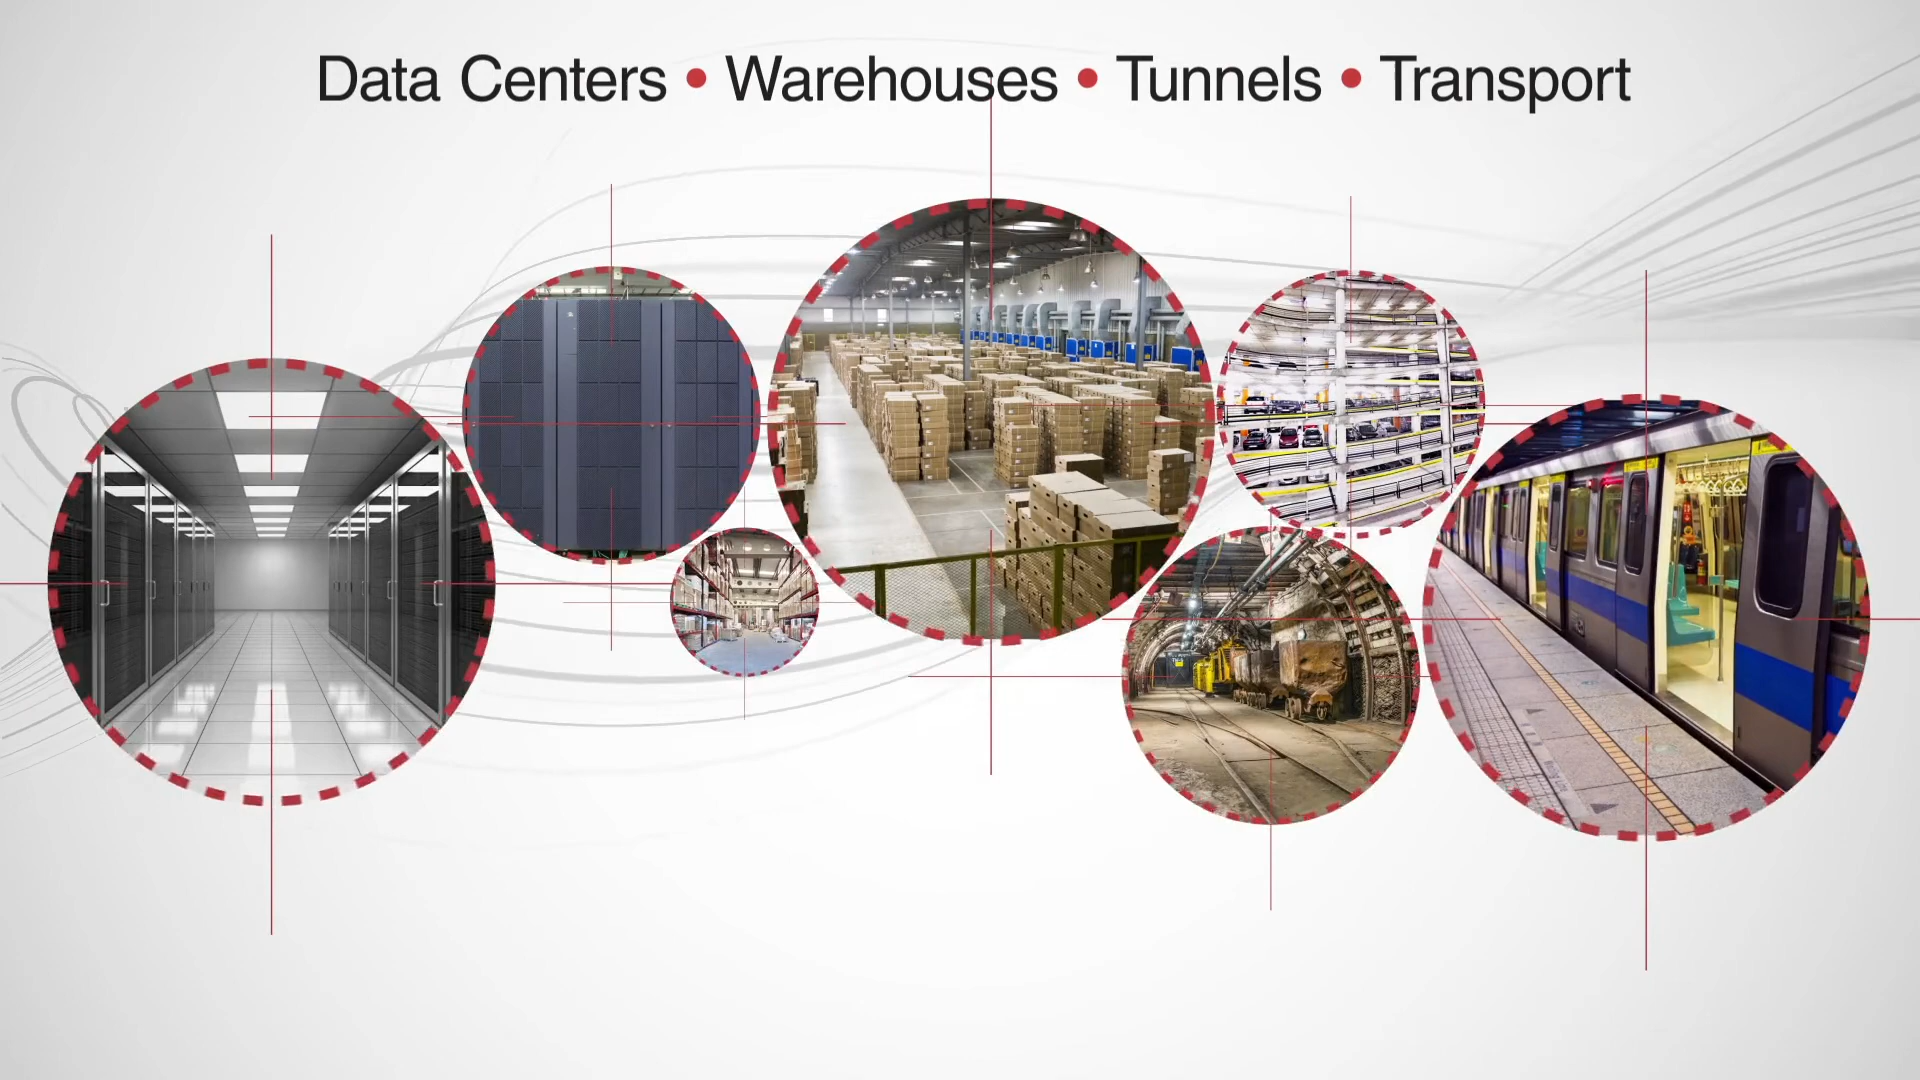 Data Centers • Warehouses • Tunnels • Transport